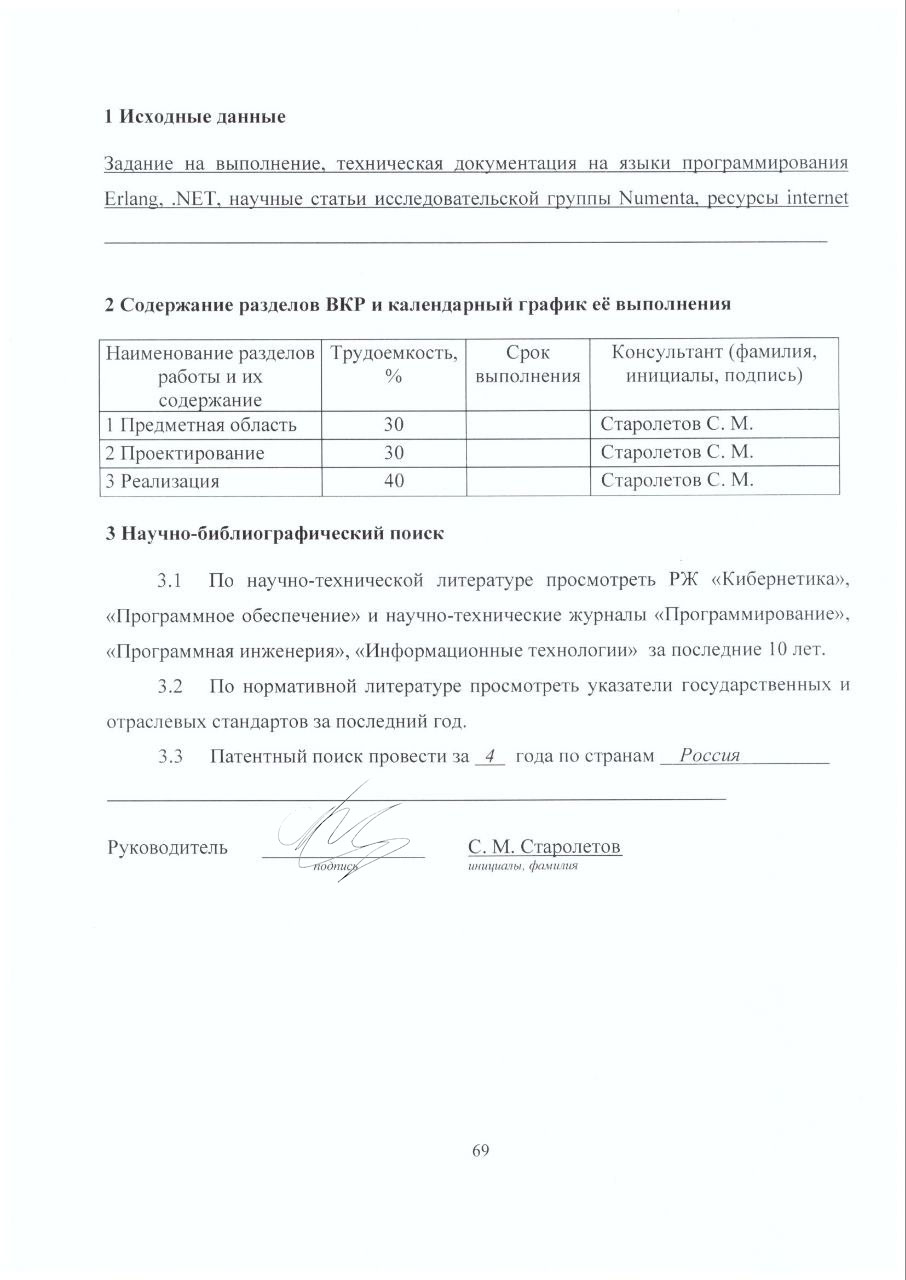 1 Исходные данные
Задание на выполнение, техническая документация на языки программирования
Erlang, .NET, научные статьи исследовательской группы Numenta, ресурсы internet
2 Содержание разделов ВКР и календарный график её выполнения
Наименование разделов работы и их содержание Трудоемкость, % Срок выполнения Консультант (фамилия, инициалы, подпись)
1 Предметная область 30 Старолетов С. М.
2 Проектирование 30 Старолетов С. М.
3 Реализация 40 Старолетов С. М.
3 Научно-библиографический поиск
3.1 По научно-технической литературе просмотреть РЖ «Кибернетика»,
«Программное обеспечение» и научно-технические журналы «Программирование»,
«Программная инженерия», «Информационные технологии» за последние 10 лет.
3.2 По нормативной литературе просмотреть указатели государственных и
отраслевых стандартов за последний год.
3.3 Патентный поиск провести за 4 года по странам Россия
Руководитель С. М. Старолетов
подпись инициалы, фамилия
69